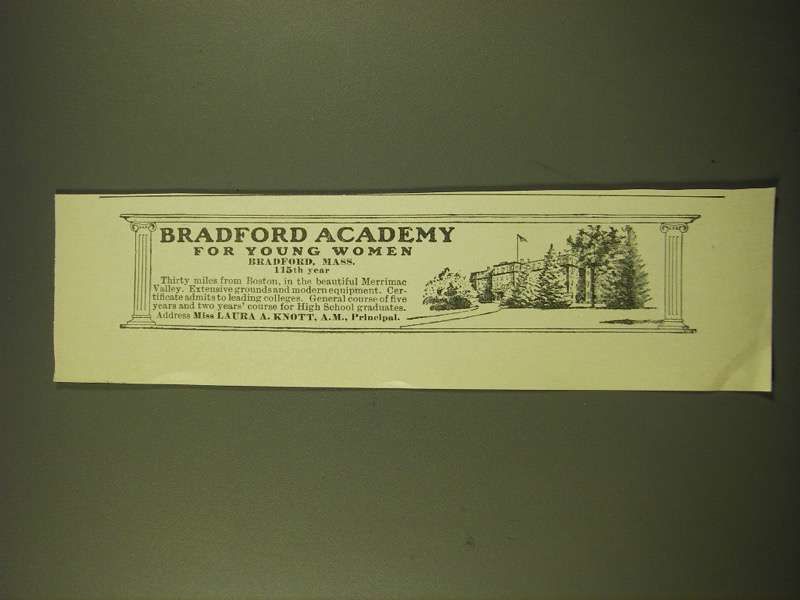 BRADFORD ACADEMY
FOR YOUNG WOMEN
BRADFORD, MASS.
115th year
Thirty miles from Boston, in the beautiful Merrimac
Valley. Extensive grounds and modern equipment. Cer-
tificate admits to leading colleges. General course of five
years and two years' course for High School graduates.
Address Miss LAURA A. KNOTT, A.M., Principal.